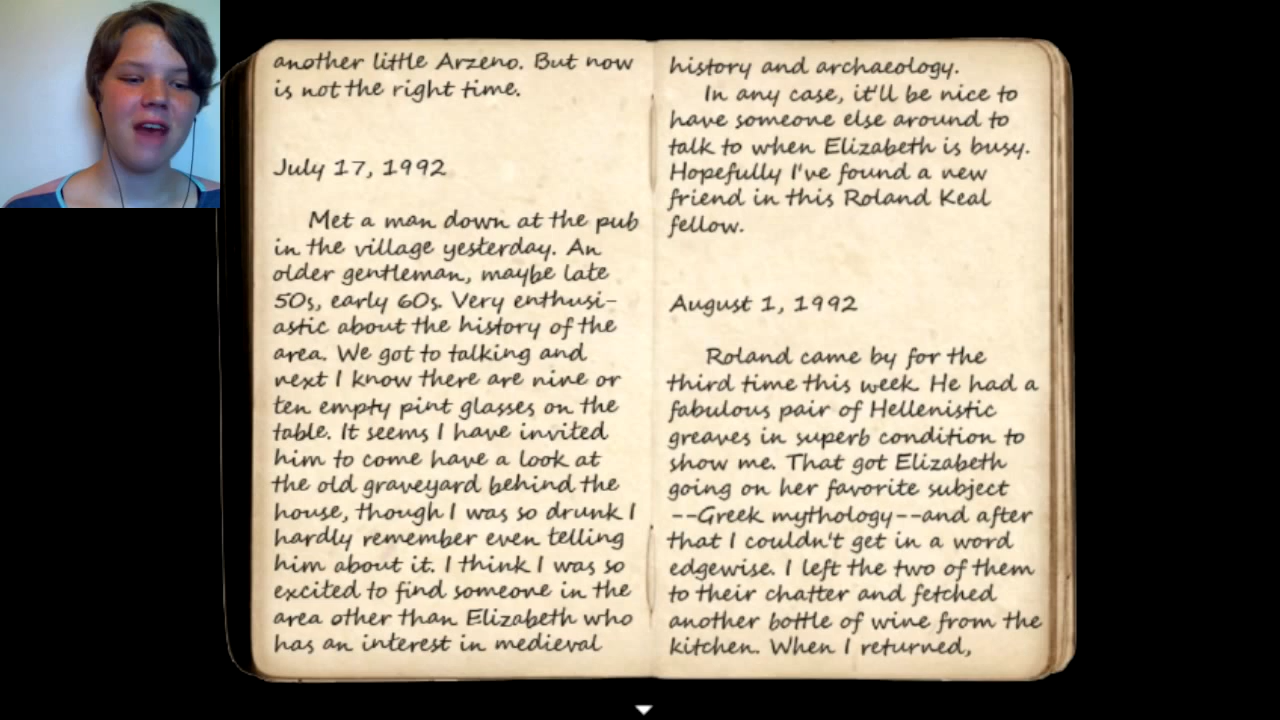 another little Arzeno. But now
is not the right time.
July 17, 1992
Met a man down at the pub
in the village yesterday. An
older gentleman, maybe late
50s, early 60s. Very enthusi-
astic about the history of the
area. We got to talking and
next I know there are nine or
ten empty pint glasses on the
table. It seems I have invited
him to come have a look at
the old graveyard behind the
house, though I was so drunk I
hardly remember even telling
him about it. I think I was so
excited to find someone in the
area other than Elizabeth who
has an interest in medieval
history and archaeology.
In any case, it'll be nice to
have someone else around to
talk to when Elizabeth is busy.
Hopefully I've found a new
friend in this Roland Keal
fellow.
August 1, 1992
Roland came by for the
third time this week. He had a
fabulous pair of Hellenistic
greaves in superb condition to
show me. That got Elizabeth
going on her favorite subject
--Greek mythology--and after
that I couldn't get in a word
edgewise. I left the two of them
to their chatter and fetched
another bottle of wine from the
kitchen. When I returned,